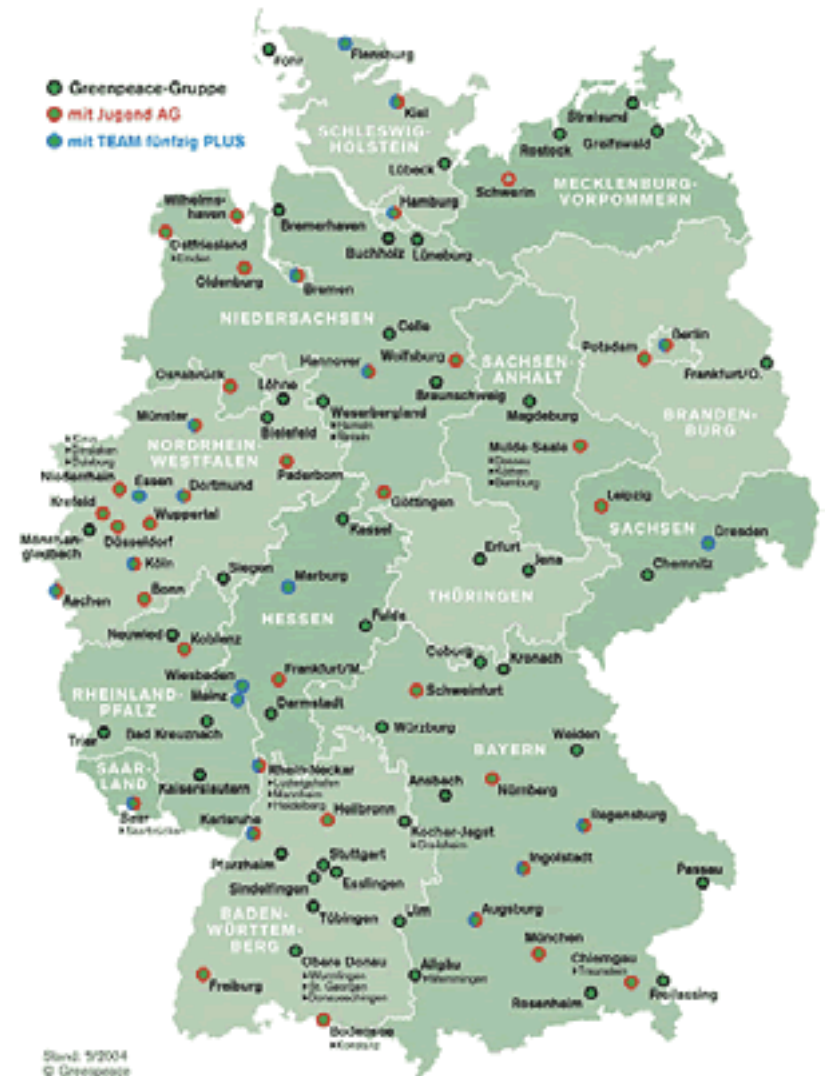 Föhr
Flensburg
Greenpeace-Gruppe
mit Jugend AG
mit TEAM fünfzig PLUS
Kiel
SCHLESWIG-
HOLSTEIN
Stralsund
Rostock
Greifswald
Lübeck
Schwerin
MECKLENBURG-
VORPOMMERN
Wilhelms-
haven
Hamburg
Bremerhaven
Ostfriesland
Emden
Buchholz
Lüneburg
Oldenburg
Bremen
NIEDERSACHSEN
Celle
Hannover
Wolfsburg
SACHSEN-
ANHALT
Potsdam
Berlin
Frankfurt/O.
Osnabrück
Löhne
Braunschweig
Magdeburg
BRANDEN-
BURG
Münster
Bielefeld
Weserbergland
Hameln
NORDRHEIN-
WESTFALEN
Mulde-Saale
Dessau
Köthen
Bernburg
Dinslaken
Duisburg
Niederrhein
Essen
Dortmund
Paderborn
Krefeld
Wuppertal
Göttingen
Leipzig
SACHSEN
Mönchen-
gladbach
Düsseldorf
Kassel
Dresden
Köln
Siegen
Erfurt
Jena
Chemnitz
Aachen
Bonn
Marburg
THÜRINGEN
HESSEN
Fulda
Neuwied
Koblenz
Coburg
Kronach
Wiesbaden
Frankfurt/M.
Schweinfurt
RHEINLAND-
PFALZ
Mainz
Darmstadt
Trier
Bad Kreuznach
Würzburg
Weiden
BAYERN
SAAR-
LAND
Kaiserslautern
Rhein-Neckar
Ludwigshafen
Mannheim
Heidelberg
Ansbach
Nürnberg
Saar
Saarbrücken
Karlsruhe
Heilbronn
Kocher-Jagst
Crailsheim
Regensburg
Pforzheim
Stuttgart
Esslingen
Sindelfingen
Ingolstadt
Passau
BADEN-
WÜRTTEM-
BERG
Tübingen
Ulm
Augsburg
München
Obere Donau
Wurmlingen
St. Georgen
Donaueschingen
Allgäu
Memmingen
Chiemgau
Traunstein
Freiburg
Rosenheim
Freilassing
Bodensee
Konstanz
Stand: 9/2004
© Greenpeace